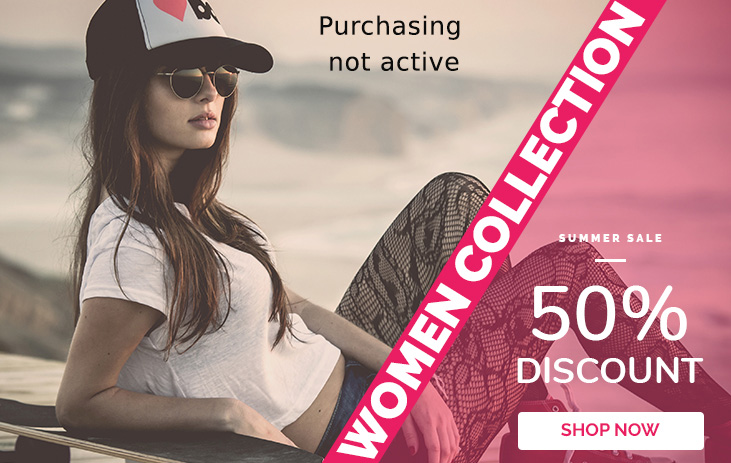 Purchasing
not active
WOMEN COLLECTION
SUMMER SALE
50%
DISCOUNT
SHOP NOW